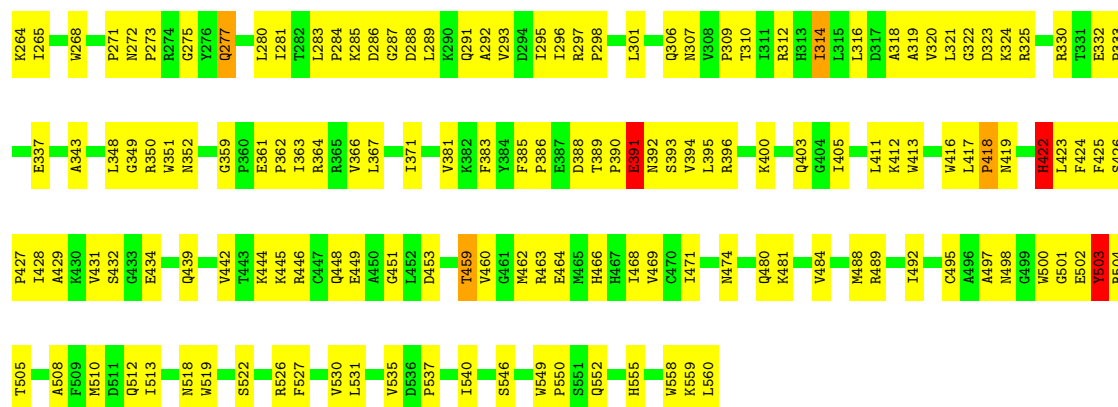 K264 I265 W268 P271 N272 P273 R274 G275 Y276 Q277 L280 I281 T282 L283 P284 K285 D286 G287 D288 L289 K290 Q291 A292 V293 D294 I295 I296 R297 P298 L301 Q306 N307 V308 P309 T310 I311 R312 H313 I314 L315 L316 D317 A318 A319 V320 L321 G322 D323 K324 R325 R330 T331 E332
E337 A343 L348 G349 R350 W351 N352 G359 P360 E361 P362 I363 R364 R365 V366 L367 I371 V381 K382 F383 Y384 F385 P386 E387 D388 T389 P390 E391 N392 S393 V394 L395 R396 K400 Q403 G404 I405 L411 K412 W413 W416 L417 P418 N419 H422 L423 F424 F425
P427 I428 A429 K430 V431 S432 G433 E434 Q439 V442 T443 K444 K445 R446 C447 Q448 E449 A450 G451 L452 D453 T459 V460 G461 M462 R463 E464 M465 H466 H467 I468 V469 C470 I471 N474 Q480 K481 V484 M488 R489 I492 C495 A496 A497 N498 G499 W500 G501 E502 Y503
T505 A508 F509 M510 D511 Q512 I513 N518 W519 S522 R526 F527 V530 L531 V535 D536 P537 I540 S546 W549 P550 S551 Q552 H555 W558 K559 L560